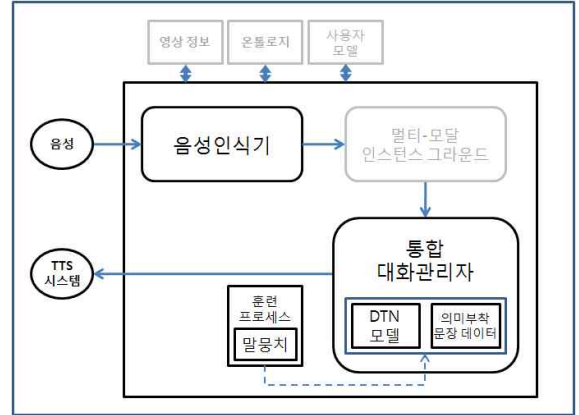 영상 정보
온톨로지
사용자
모델
음성
음성인식기
멀티-모달
인스턴스 그라운드
통합
대화관리자
TTS
시스템
훈련
프로세스
말뭉치
DTN
모델
의미부착
문장 데이터